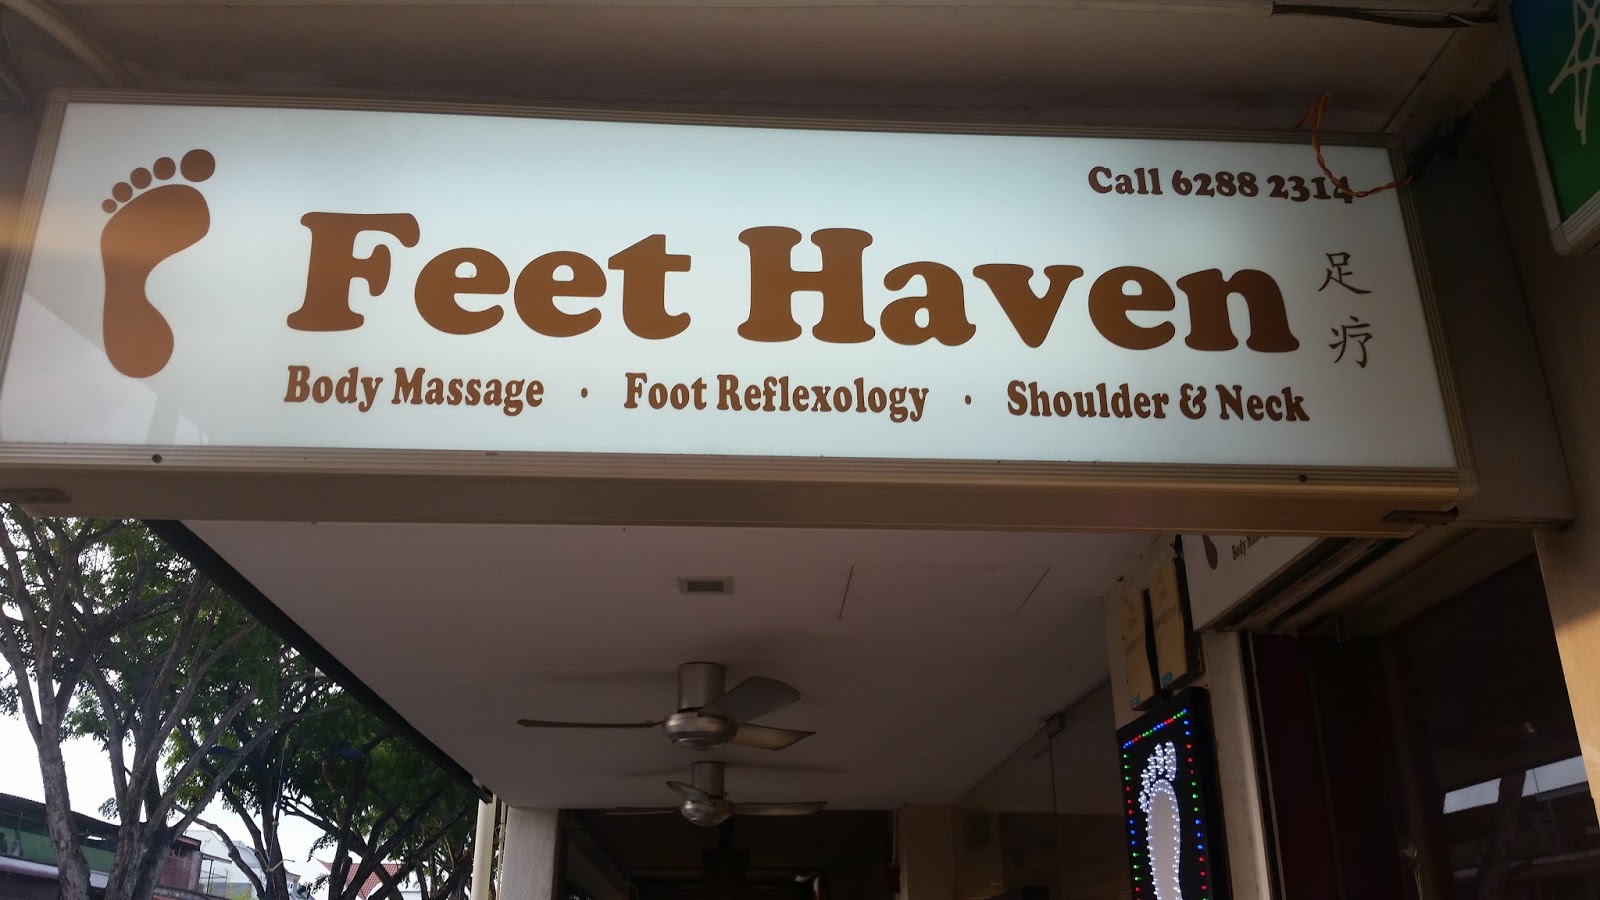 Call 6288 2314
Feet Haven
足疗
Body Massage · Foot Reflexology · Shoulder & Neck